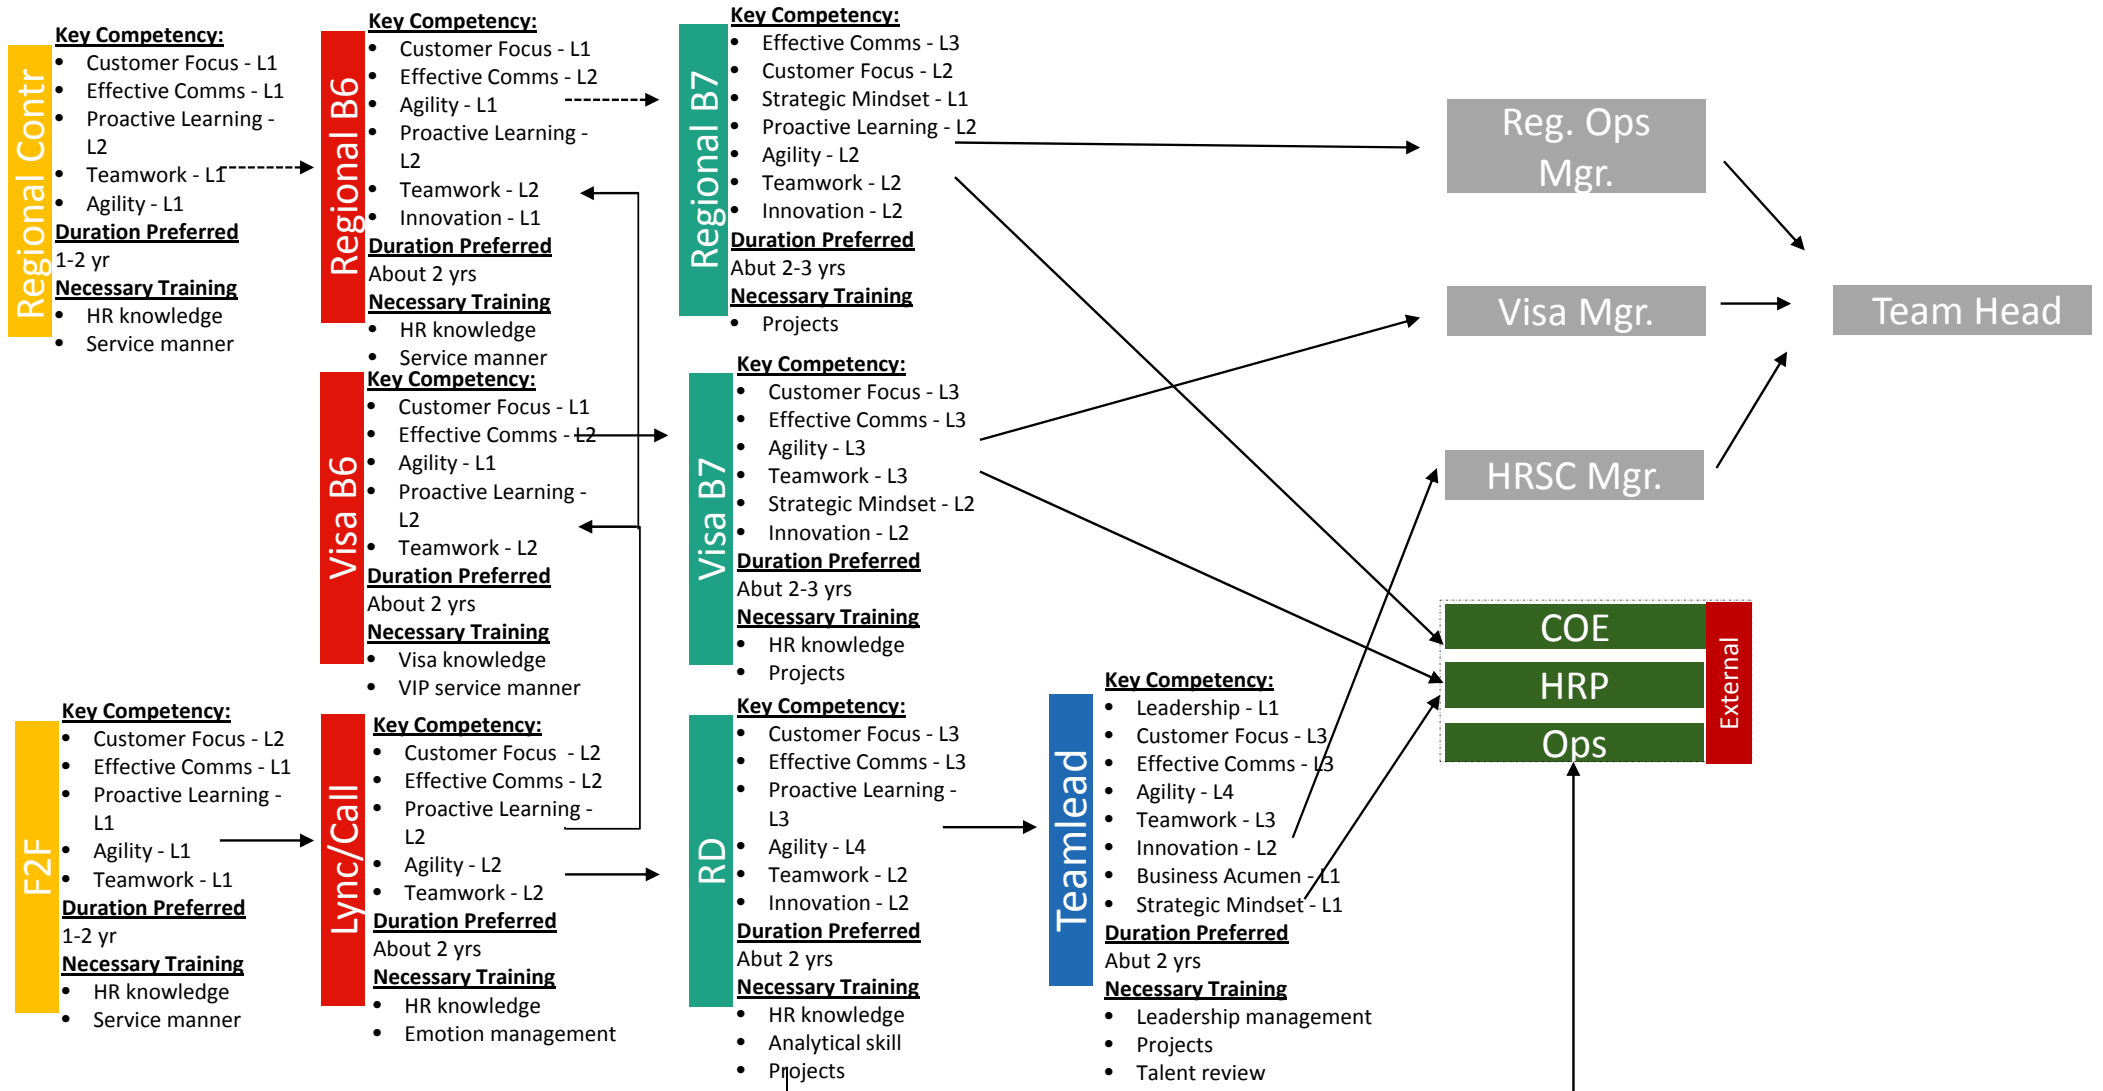 Regional Contr
Key Competency:
• Customer Focus - L1
• Effective Comms - L1
• Proactive Learning -
L2
• Teamwork - L1
• Agility - L1
Duration Preferred
1-2 yr
Necessary Training
• HR knowledge
• Service manner
Regional B6
Key Competency:
• Customer Focus - L1
• Effective Comms - L2
• Agility - L1
• Proactive Learning -
L2
• Teamwork - L2
• Innovation - L1
Duration Preferred
About 2 yrs
Necessary Training
• HR knowledge
• Service manner
Regional B7
Key Competency:
• Effective Comms - L3
• Customer Focus - L2
• Strategic Mindset - L1
• Proactive Learning - L2
• Agility - L2
• Teamwork - L2
• Innovation - L2
Duration Preferred
Abut 2-3 yrs
Necessary Training
• Projects
Reg. Ops
Mgr.
Visa Mgr.
Team Head
HRSC Mgr.
Visa B6
Key Competency:
• Customer Focus - L1
• Effective Comms - L2
• Agility - L1
• Proactive Learning -
L2
• Teamwork - L2
Duration Preferred
About 2 yrs
Necessary Training
• Visa knowledge
• VIP service manner
Visa B7
Key Competency:
• Customer Focus - L3
• Effective Comms - L3
• Agility - L3
• Teamwork - L3
• Strategic Mindset - L2
• Innovation - L2
Duration Preferred
Abut 2-3 yrs
Necessary Training
• HR knowledge
• Projects
COE
HRP
Ops
External
F2F
Key Competency:
• Customer Focus - L2
• Effective Comms - L1
• Proactive Learning -
L1
• Agility - L1
• Teamwork - L1
Duration Preferred
1-2 yr
Necessary Training
• HR knowledge
• Service manner
Lync/Call
Key Competency:
• Customer Focus - L2
• Effective Comms - L2
• Proactive Learning -
L2
• Agility - L2
• Teamwork - L2
Duration Preferred
About 2 yrs
Necessary Training
• HR knowledge
• Emotion management
RD
Key Competency:
• Customer Focus - L3
• Effective Comms - L3
• Proactive Learning -
L3
• Agility - L4
• Teamwork - L2
• Innovation - L2
Duration Preferred
Abut 2 yrs
Necessary Training
• HR knowledge
• Analytical skill
• Projects
Teamlead
Key Competency:
• Leadership - L1
• Customer Focus - L3
• Effective Comms - L3
• Agility - L4
• Teamwork - L3
• Innovation - L2
• Business Acumen - L1
• Strategic Mindset - L1
Duration Preferred
Abut 2 yrs
Necessary Training
• Leadership management
• Projects
• Talent review